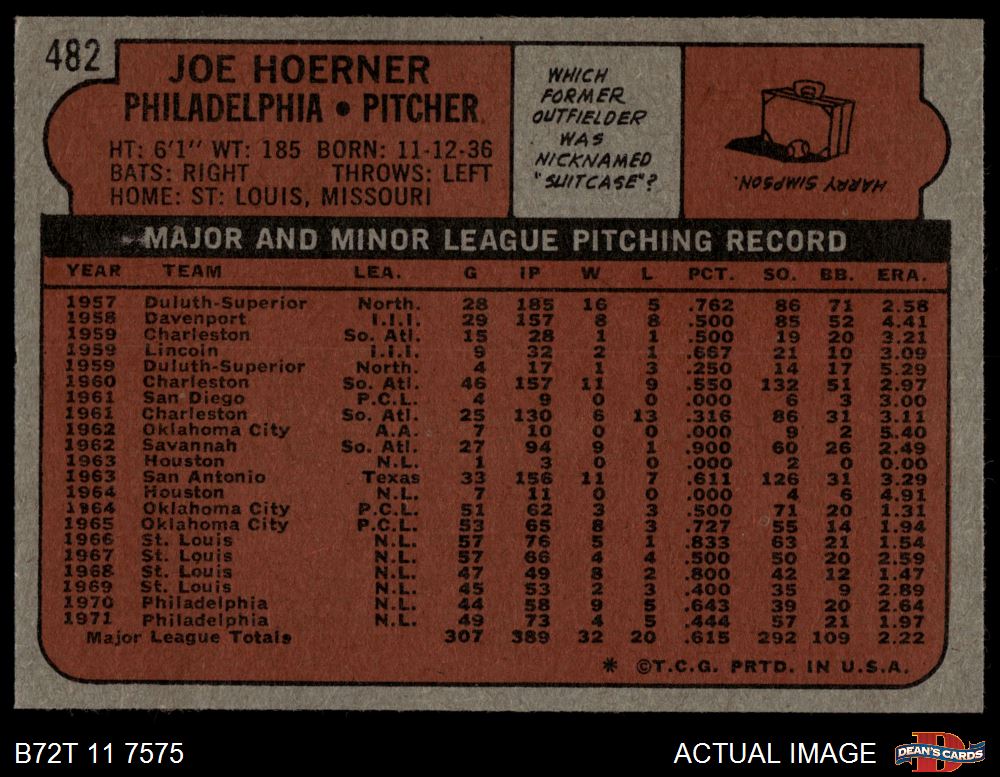 482
JOE HOERNER
PHILADELPHIA • PITCHER
HT: 6'1" WT: 185 BORN: 11-12-36
BATS: RIGHT THROWS: LEFT
HOME: ST: LOUIS, MISSOURI
WHICH
FORMER
OUTFIELDER
WAS
NICKNAMED
"SUITCASE"?
HARRY SIMPSON.
MAJOR AND MINOR LEAGUE PITCHING RECORD
YEAR TEAM LEA. G IP W L PCT. SO. BB. ERA.
1957 Duluth-Superior North. 28 185 16 5 .762 86 71 2.58
1958 Davenport I.I.I. 29 157 8 8 .500 85 52 4.41
1959 Charleston So. Atl. 15 28 1 1 .500 19 20 3.21
1959 Lincoln I.I.I. 9 32 2 1 .667 21 10 3.09
1959 Duluth-Superior North. 4 17 1 3 .250 14 17 5.29
1960 Charleston So. Atl. 46 157 11 9 .550 132 51 2.97
1961 San Diego P.C.L. 4 9 0 0 .000 6 3 3.00
1961 Charleston So. Atl. 25 130 6 13 .316 86 31 3.11
1962 Oklahoma City A.A. 7 10 0 0 .000 9 2 5.40
1962 Savannah So. Atl. 27 94 9 1 .900 60 26 2.49
1963 Houston N.L. 1 3 0 0 .000 2 0 0.00
1963 San Antonio Texas 33 156 11 7 .611 126 31 3.29
1964 Houston N.L. 7 11 0 0 .000 4 6 4.91
1964 Oklahoma City P.C.L. 51 62 3 3 .500 71 20 1.31
1965 Oklahoma City P.C.L. 53 65 8 3 .727 55 14 1.94
1966 St. Louis N.L. 57 76 5 1 .833 63 21 1.54
1967 St. Louis N.L. 57 66 4 4 .500 50 20 2.59
1968 St. Louis N.L. 47 49 8 2 .800 42 12 1.47
1969 St. Louis N.L. 45 53 2 3 .400 35 9 2.89
1970 Philadelphia N.L. 44 58 9 5 .643 39 20 2.64
1971 Philadelphia N.L. 49 73 4 5 .444 57 21 1.97
Major League Totals 307 389 32 20 .615 292 109 2.22
* ©T.C.G. PRTD. IN U.S.A.
B72T 11 7575
ACTUAL IMAGE
D
DEAN'S CARDS